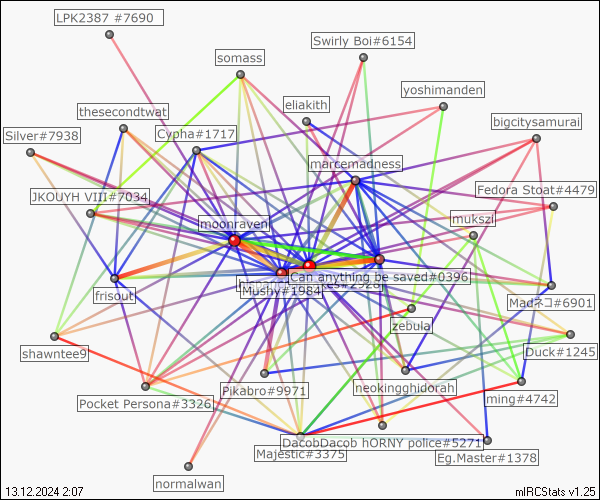 LPK2387 #7690
Swirly Boi#6154
somass
yoshimanden
eliakith
thesecondtwat
bigcitysamurai
Silver#7938
Cypha#1717
marcemadness
JKOUYH VIII#7034
Fedora Stoat#4479
moonraven
mukszi
Can anything be saved#0396
Mushy#1984
frisout
Madネコ#6901
zebula
shawntee9
Duck#1245
Pikabro#9971
neokingghidorah
Pocket Persona#3326
ming#4742
DacobDacob hORNY police#5271
Majestic#3375
Eg.Master#1378
normalwan
13.12.2024 2:07
mIRCStats v1.25